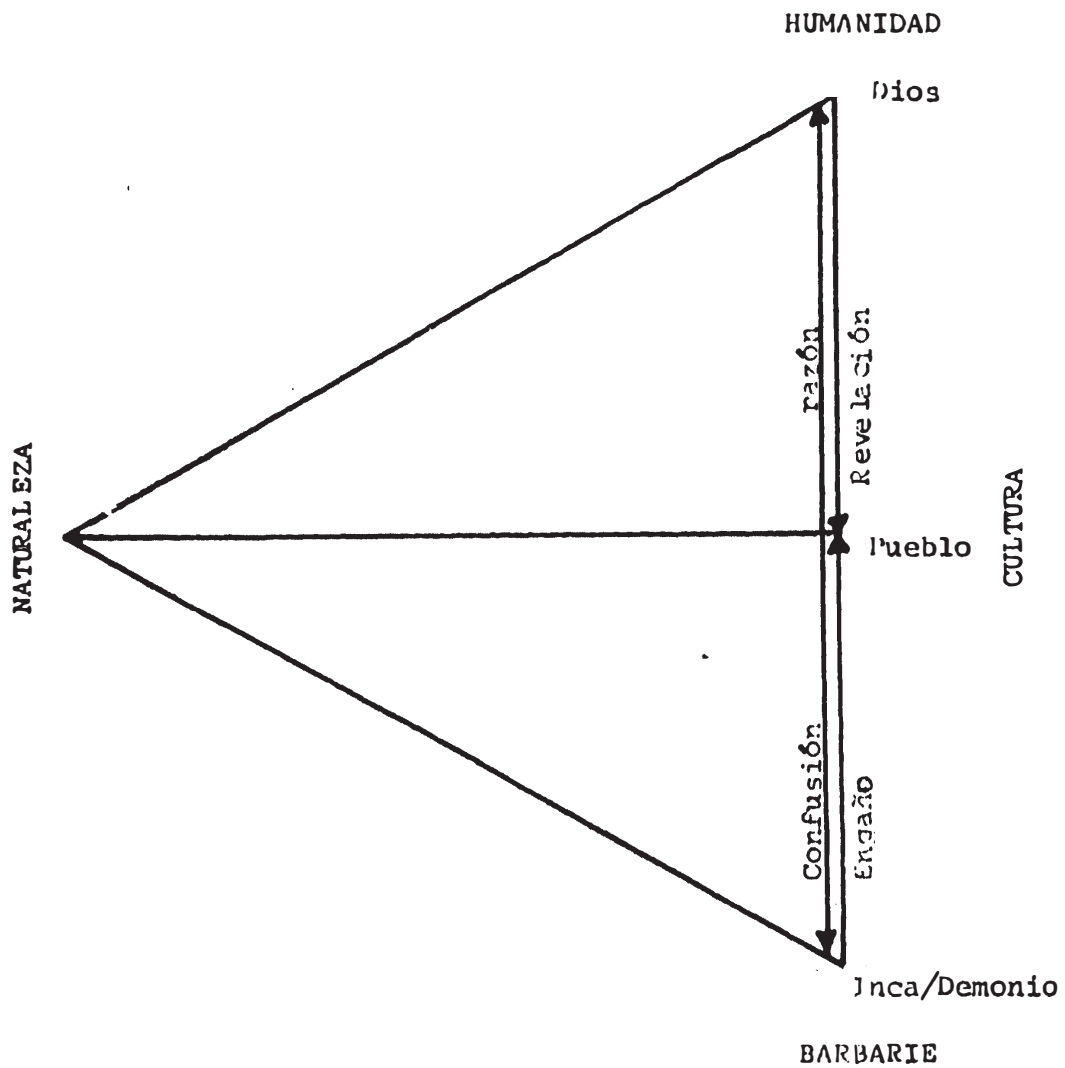 HUMANIDAD
Dios
razón
Revelación
NATURALEZA
Pueblo
CULTURA
Confusión
Engaño
Inca/Demonio
BARBARIE